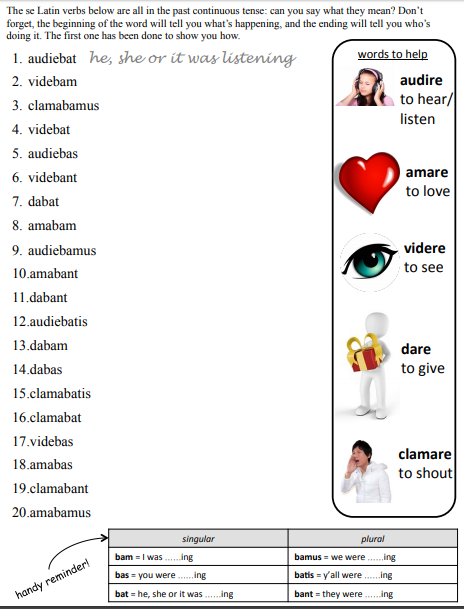 The se Latin verbs below are all in the past continuous tense: can you say what they mean? Don't
forget, the beginning of the word will tell you what's happening, and the ending will tell you who's
doing it. The first one has been done to show you how.
1. audiebat he, she or it was listening
2. videbam
3. clamabamus
4. videbat
5. audiebas
6. videbant
7. dabat
8. amabam
9. audiebamus
10.amabant
11.dabant
12.audiebatis
13.dabam
14.dabas
15.clamabatis
16.clamabat
17.videbas
18.amabas
19.clamabant
20.amabamus
words to help
audire
to hear/
listen
amare
to love
videre
to see
dare
to give
clamare
to shout
handy reminder!
singular plural
bam = I was ......ing bamus = we were ......ing
bas = you were ......ing batis = y'all were ......ing
bat = he, she or it was ......ing bant = they were ......ing